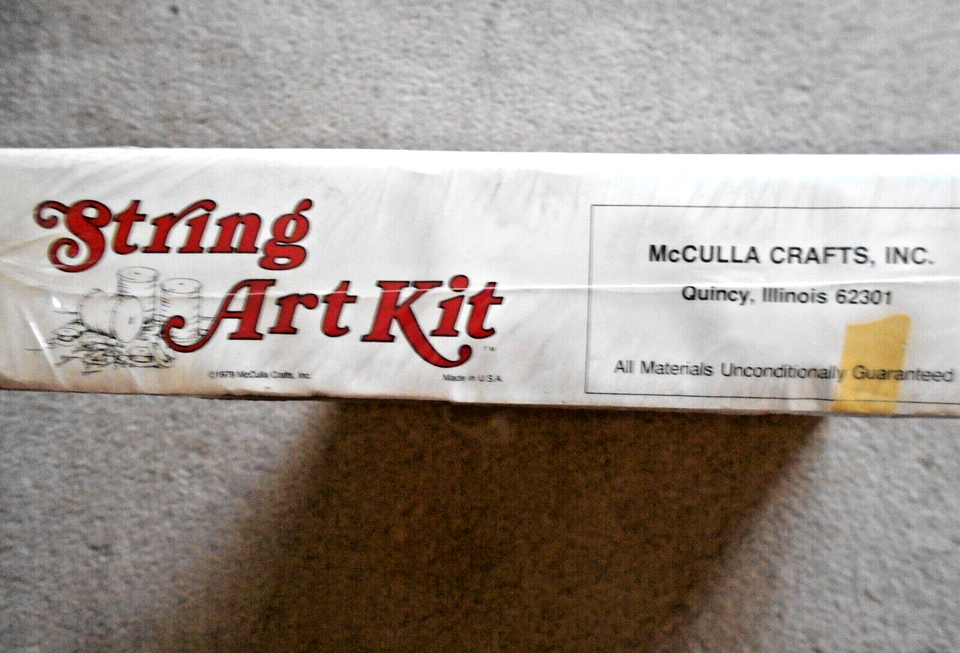 String
Art Kit
™
©1979 McCulla Crafts, Inc.
Made in U.S.A.
McCULLA CRAFTS, INC.
Quincy, Illinois 62301
All Materials Unconditionally Guaranteed